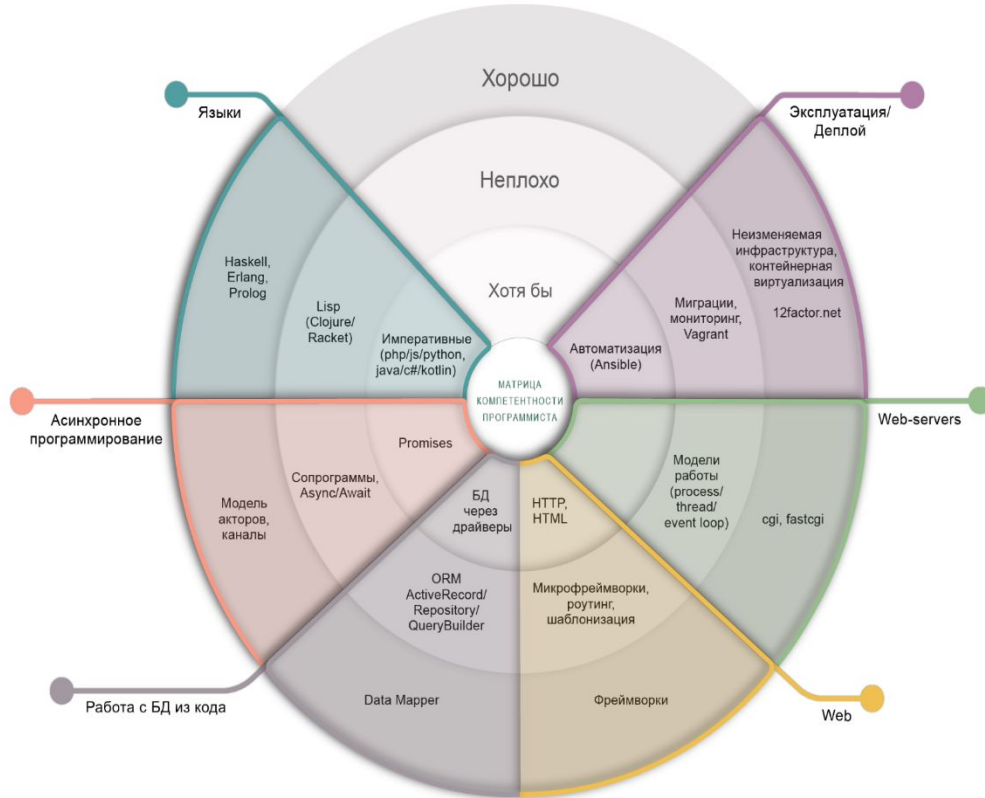 Хорошо
Неплохо
Хотя бы
МАТРИЦА
КОМПЕТЕНТНОСТИ
ПРОГРАММИСТА
Языки
Haskell,
Erlang,
Prolog
Lisp
(Clojure/
Racket)
Императивные
(php/js/python,
java/c#/kotlin)
Эксплуатация/
Деплой
Автоматизация
(Ansible)
Миграции,
мониторинг,
Vagrant
Неизменяемая
инфраструктура,
контейнерная
виртуализация
12factor.net
Асинхронное
программирование
Promises
Сопрограммы,
Async/Await
Модель
акторов,
каналы
Web-servers
Модели
работы
(process/
thread/
event loop)
cgi, fastcgi
Работа с БД из кода
БД
через
драйверы
ORM
ActiveRecord/
Repository/
QueryBuilder
Data Mapper
Web
HTTP,
HTML
Микрофреймворки,
роутинг,
шаблонизация
Фреймворки